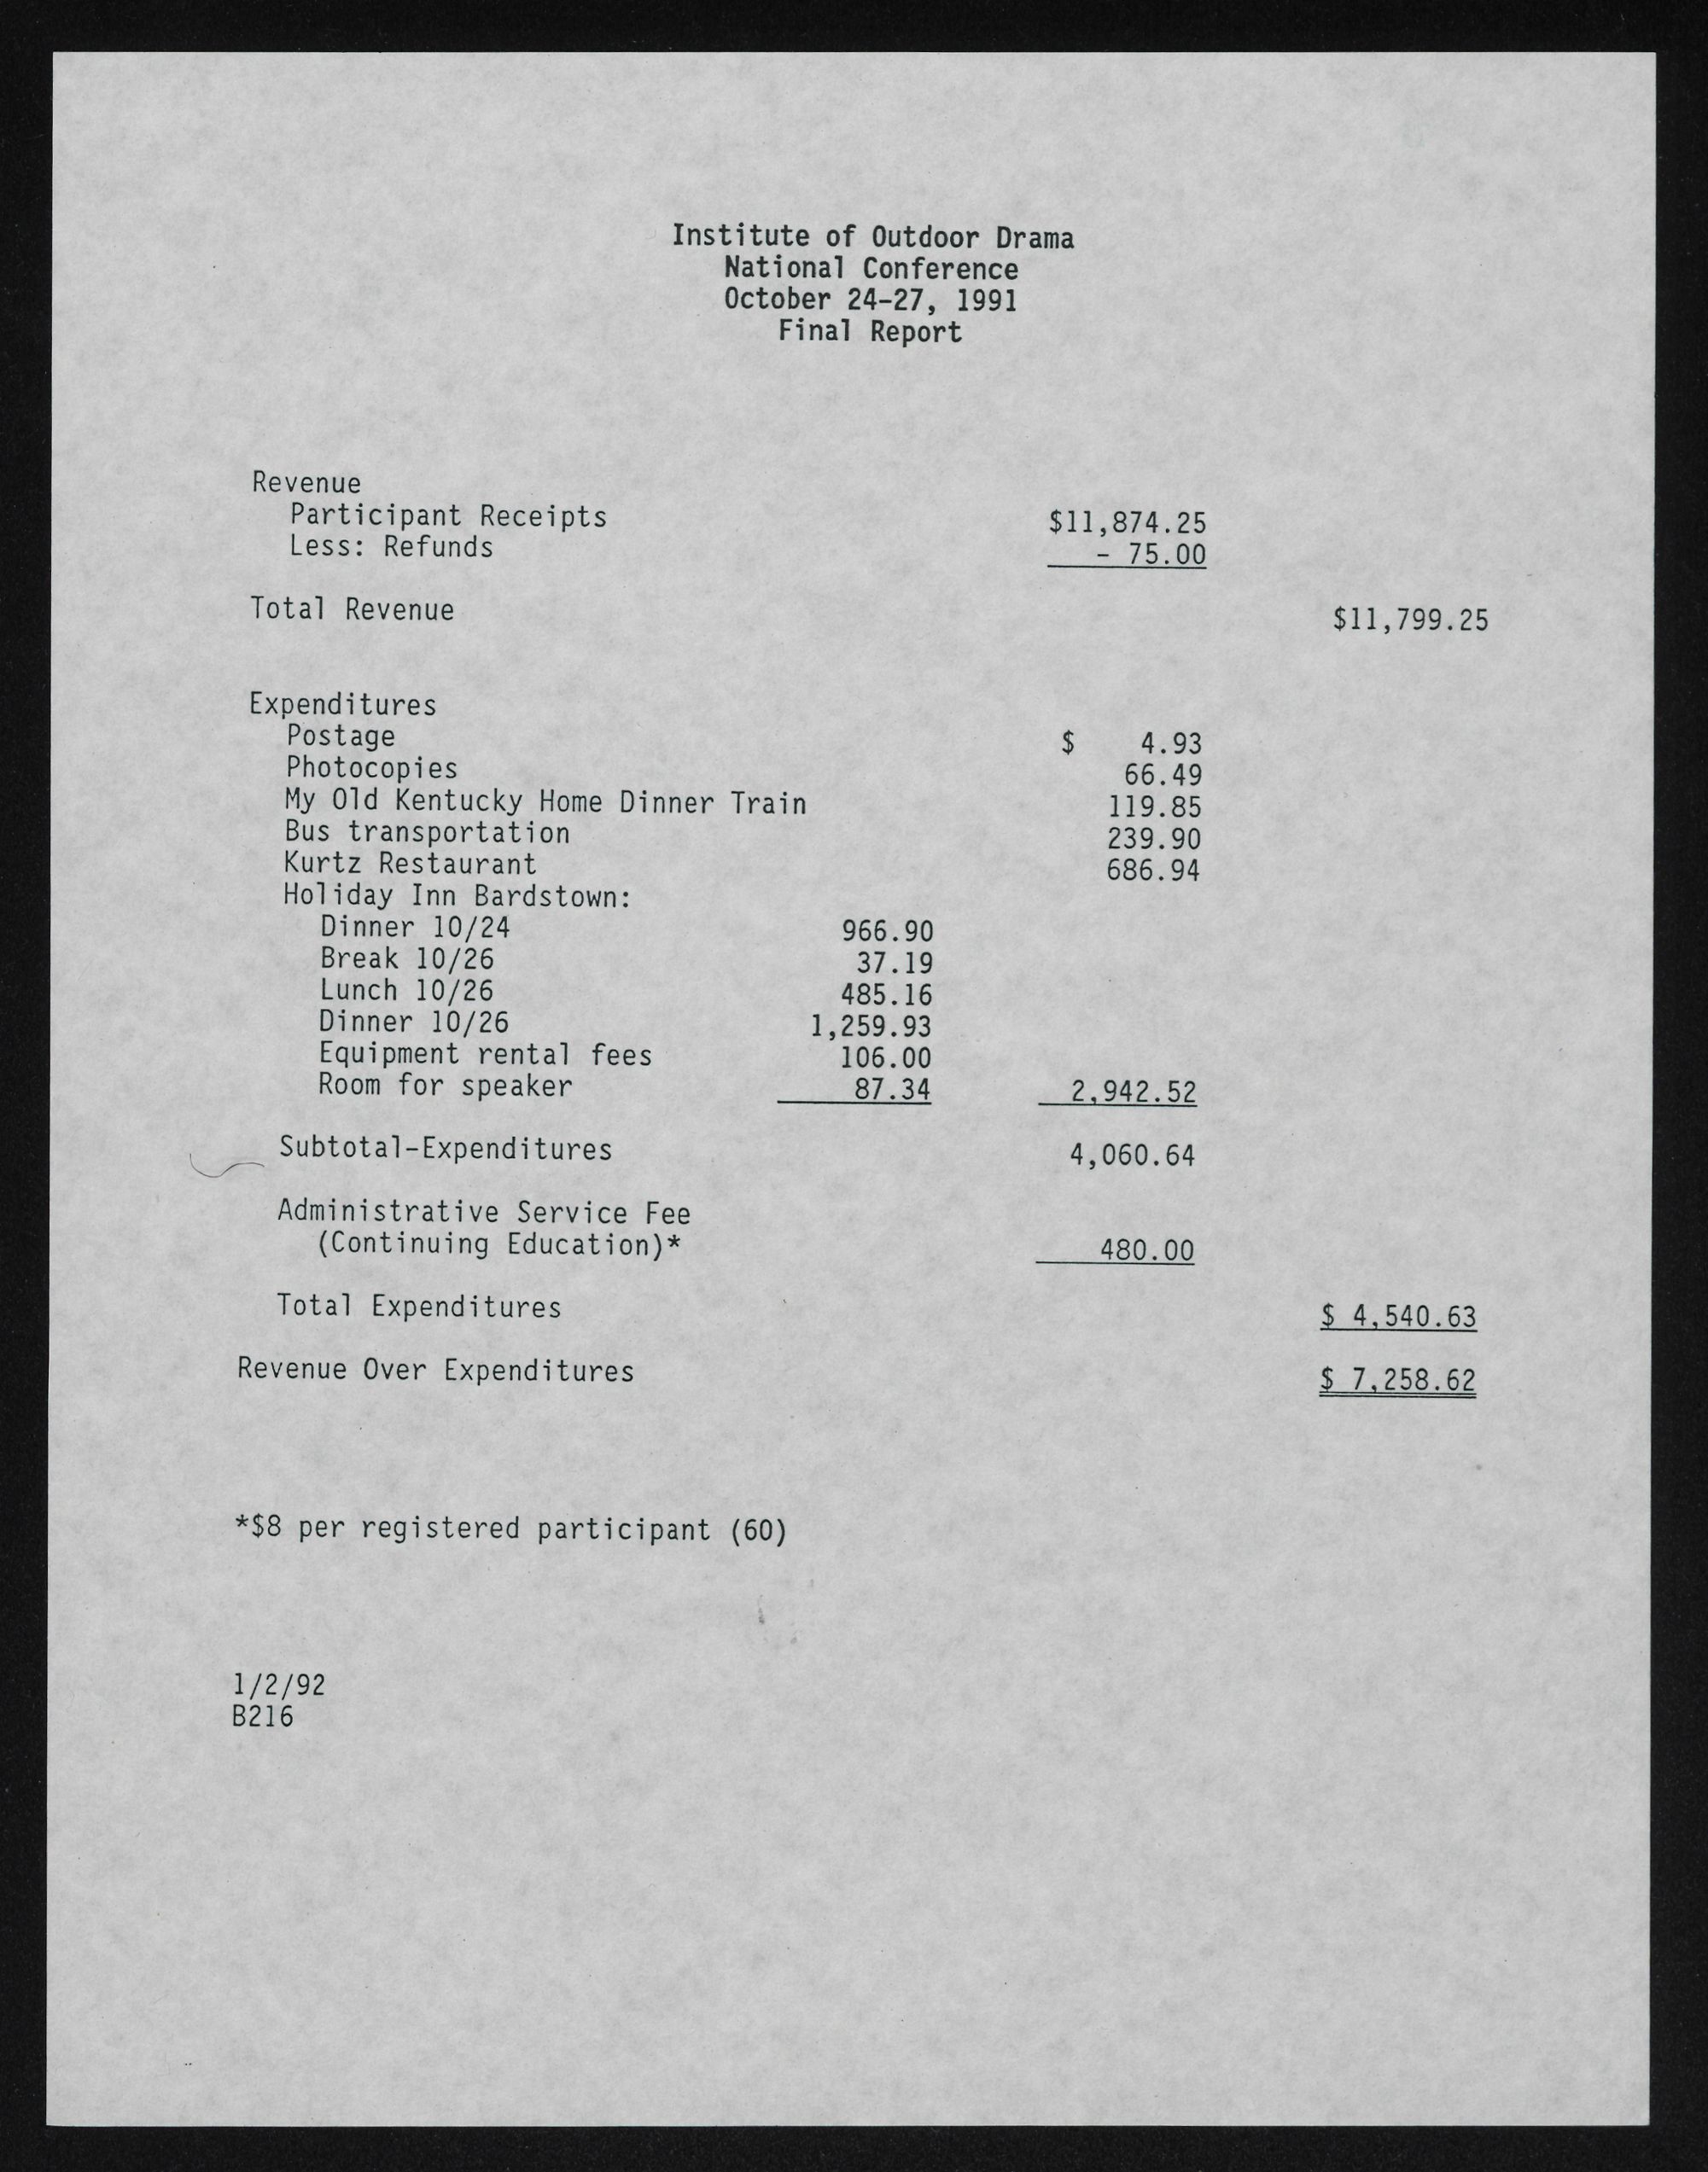 Institute of Outdoor Drama
National Conference
October 24-27, 1991
Final Report
Revenue
Participant Receipts $11,874.25
Less: Refunds - 75.00
Total Revenue $11,799.25
Expenditures
Postage $ 4.93
Photocopies 66.49
My Old Kentucky Home Dinner Train 119.85
Bus transportation 239.90
Kurtz Restaurant 686.94
Holiday Inn Bardstown:
Dinner 10/24 966.90
Break 10/26 37.19
Lunch 10/26 485.16
Dinner 10/26 1,259.93
Equipment rental fees 106.00
Room for speaker 87.34 2,942.52
Subtotal-Expenditures 4,060.64
Administrative Service Fee
(Continuing Education)* 480.00
Total Expenditures $ 4,540.63
Revenue Over Expenditures $ 7,258.62
*$8 per registered participant (60)
1/2/92
B216